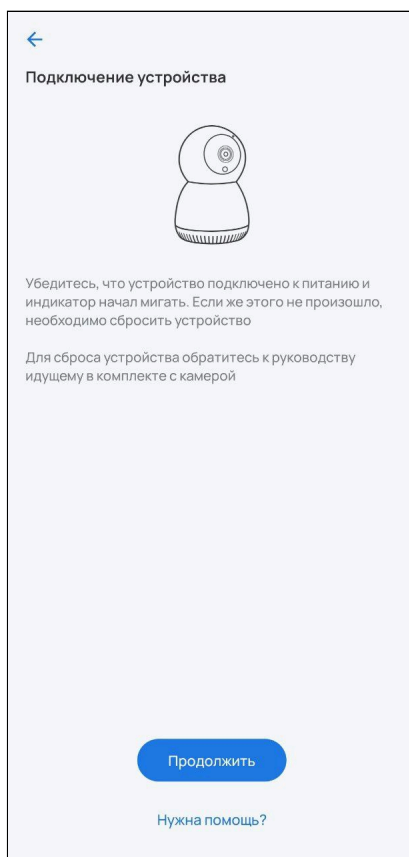 Подключение устройства
Убедитесь, что устройство подключено к питанию и
индикатор начал мигать. Если же этого не произошло,
необходимо сбросить устройство
Для сброса устройства обратитесь к руководству
идущему в комплекте с камерой
Продолжить
Нужна помощь?